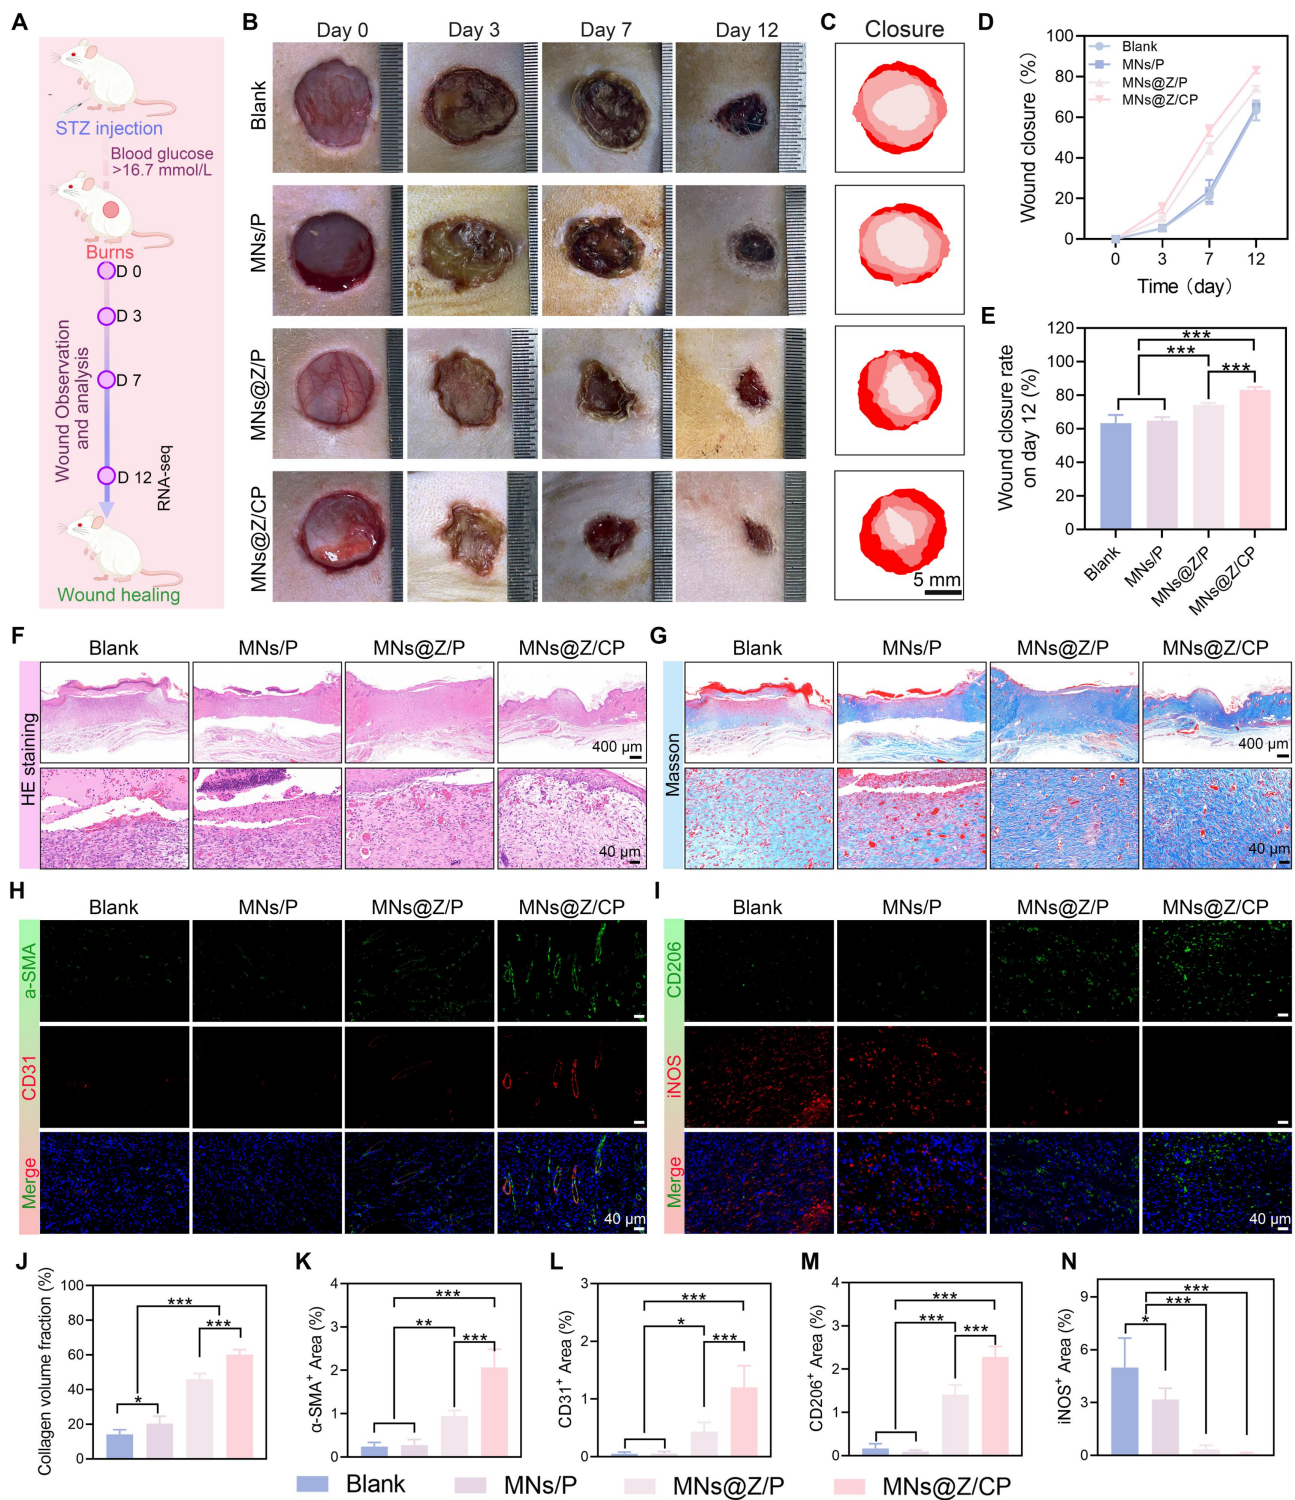 A
STZ injection
Blood glucose
>16.7 mmol/L
Burns
D 0
D 3
D 7
D 12
Wound Observation
and analysis
RNA-seq
Wound healing
B
Day 0
Day 3
Day 7
Day 12
Blank
MNs/P
MNs@Z/P
MNs@Z/CP
C
Closure
5 mm
D
Wound closure (%)
100
80
60
40
20
0
Blank
MNs/P
MNs@Z/P
MNs@Z/CP
0
3
7
12
Time (day)
E
Wound closure rate
on day 12 (%)
120
100
80
60
40
20
0
***
***
***
Blank
MNs/P
MNs@Z/P
MNs@Z/CP
F
Blank
MNs/P
MNs@Z/P
MNs@Z/CP
HE staining
400 μm
40 μm
G
Blank
MNs/P
MNs@Z/P
MNs@Z/CP
Masson
400 μm
40 μm
H
Blank
MNs/P
MNs@Z/P
MNs@Z/CP
a-SMA
CD31
Merge
40 μm
I
Blank
MNs/P
MNs@Z/P
MNs@Z/CP
CD206
iNOS
Merge
40 μm
J
Collagen volume fraction (%)
100
80
60
40
20
0
***
***
*
K
α-SMA+ Area (%)
4
3
2
1
0
***
**
***
L
CD31+ Area (%)
3
2
1
0
***
*
***
M
CD206+ Area (%)
4
3
2
1
0
***
***
***
N
iNOS+ Area (%)
9
6
3
0
***
***
*
Blank
MNs/P
MNs@Z/P
MNs@Z/CP